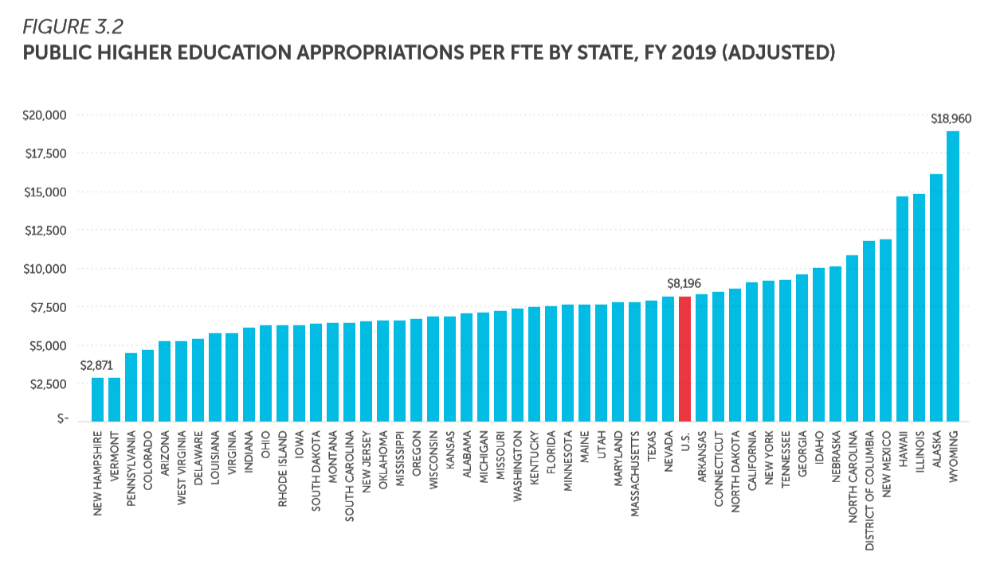 FIGURE 3.2
PUBLIC HIGHER EDUCATION APPROPRIATIONS PER FTE BY STATE, FY 2019 (ADJUSTED)
$20,000
$17,500
$15,000
$12,500
$10,000
$7,500
$5,000
$2,500
$-
$2,871
$8,196
$18,960
NEW HAMPSHIRE
VERMONT
PENNSYLVANIA
COLORADO
ARIZONA
WEST VIRGINIA
DELAWARE
LOUISIANA
VIRGINIA
INDIANA
OHIO
RHODE ISLAND
IOWA
SOUTH DAKOTA
MONTANA
SOUTH CAROLINA
NEW JERSEY
OKLAHOMA
MISSISSIPPI
OREGON
WISCONSIN
KANSAS
ALABAMA
MICHIGAN
MISSOURI
WASHINGTON
KENTUCKY
FLORIDA
MINNESOTA
MAINE
UTAH
MARYLAND
MASSACHUSETTS
TEXAS
NEVADA
U.S.
ARKANSAS
CONNECTICUT
NORTH DAKOTA
CALIFORNIA
NEW YORK
TENNESSEE
GEORGIA
IDAHO
NEBRASKA
NORTH CAROLINA
DISTRICT OF COLUMBIA
NEW MEXICO
HAWAII
ILLINOIS
ALASKA
WYOMING